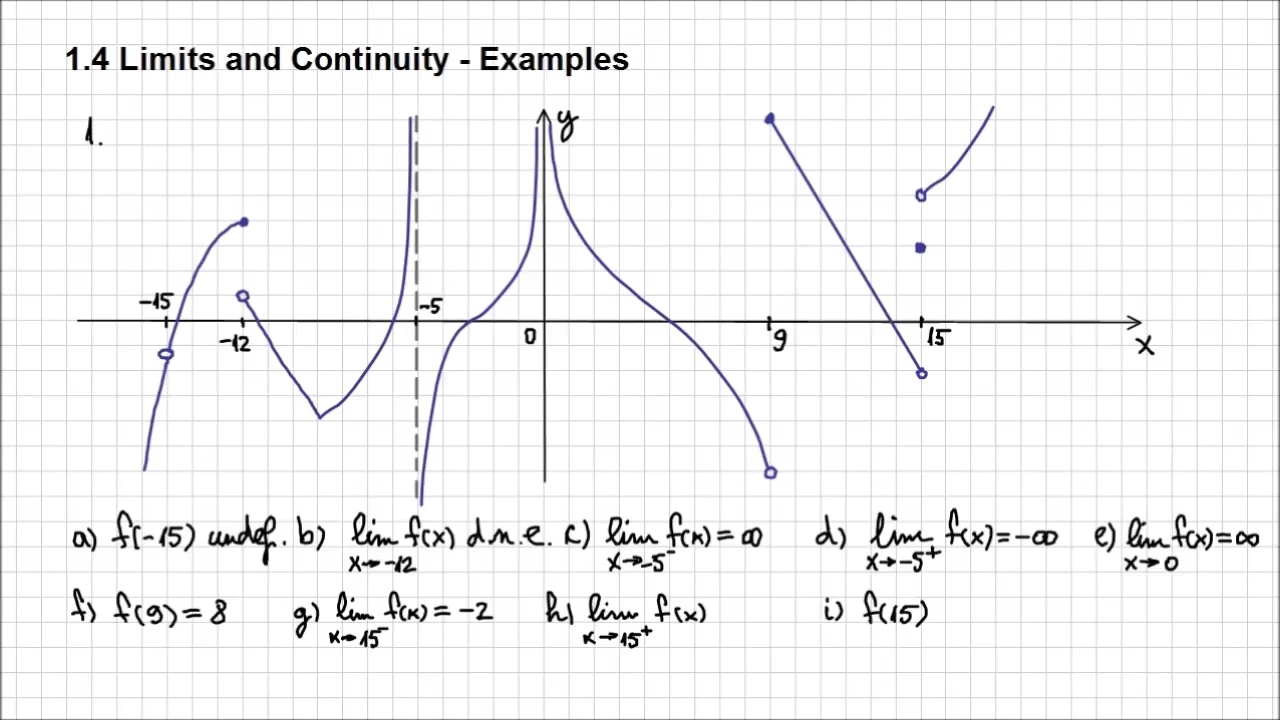 1.4 Limits and Continuity - Examples
1.
y
-15
-5
-12
0
9
15
x
a) f(-15) undef. b) lim f(x) d.n.e. c) lim f(x) = ∞ d) lim f(x) = -∞ e) lim f(x) = ∞
x→-12 x→-5⁻ x→-5⁺ x→0
f) f(9) = 8 g) lim f(x) = -2 h) lim f(x) i) f(15)
x→15⁻ x→15⁺